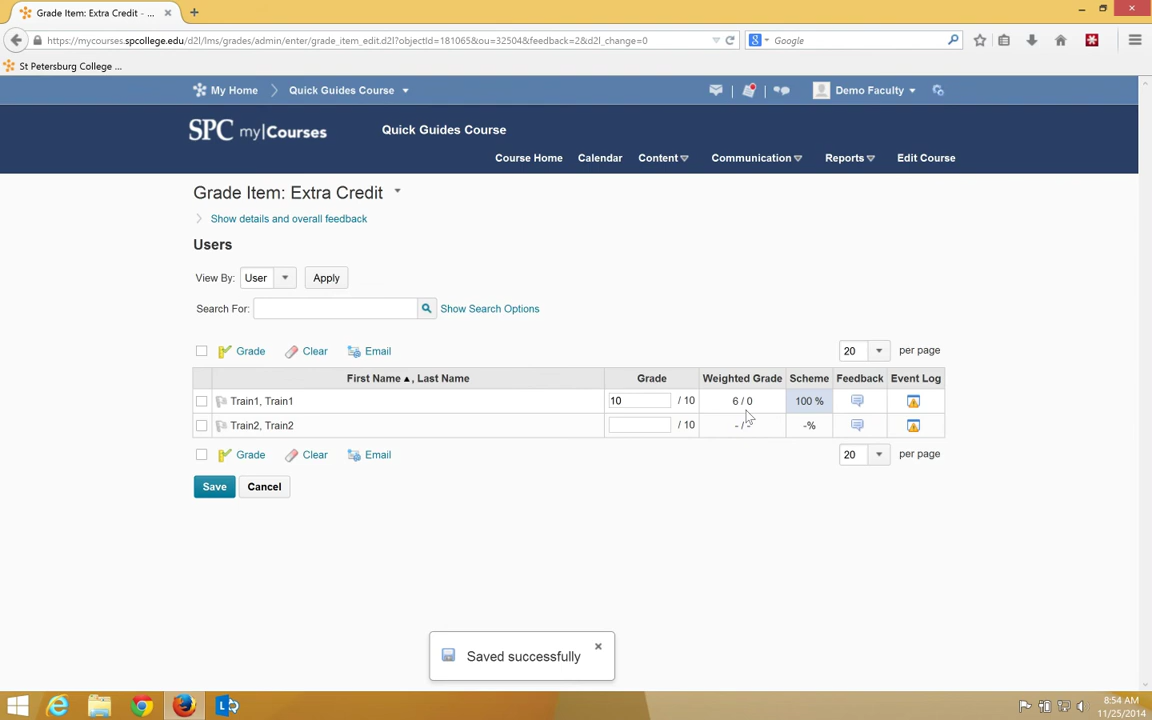 Grade Item: Extra Credit - ...
https://mycourses.spcollege.edu/d2l/lms/grades/admin/enter/grade_item_edit.d2l?objectId=181065&ou=32504&feedback=2&d2l_change=0
Google
St Petersburg College ...
My Home
Quick Guides Course
Demo Faculty
SPC my|Courses
Quick Guides Course
Course Home
Calendar
Content
Communication
Reports
Edit Course
Grade Item: Extra Credit
Show details and overall feedback
Users
View By: User
Apply
Search For:
Show Search Options
Grade
Clear
Email
20 per page
First Name ▲, Last Name Grade Weighted Grade Scheme Feedback Event Log
Train1, Train1 10 / 10 6 / 0 100 %
Train2, Train2 / 10 - / - -%
Grade
Clear
Email
20 per page
Save
Cancel
Saved successfully
8:54 AM
11/25/2014